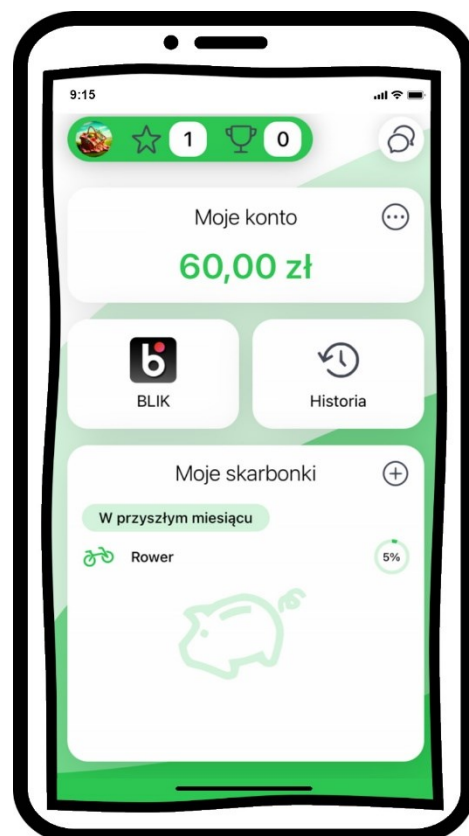 9:15
1 0
Moje konto
60,00 zł
b
BLIK
Historia
Moje skarbonki
W przyszłym miesiącu
Rower
5%